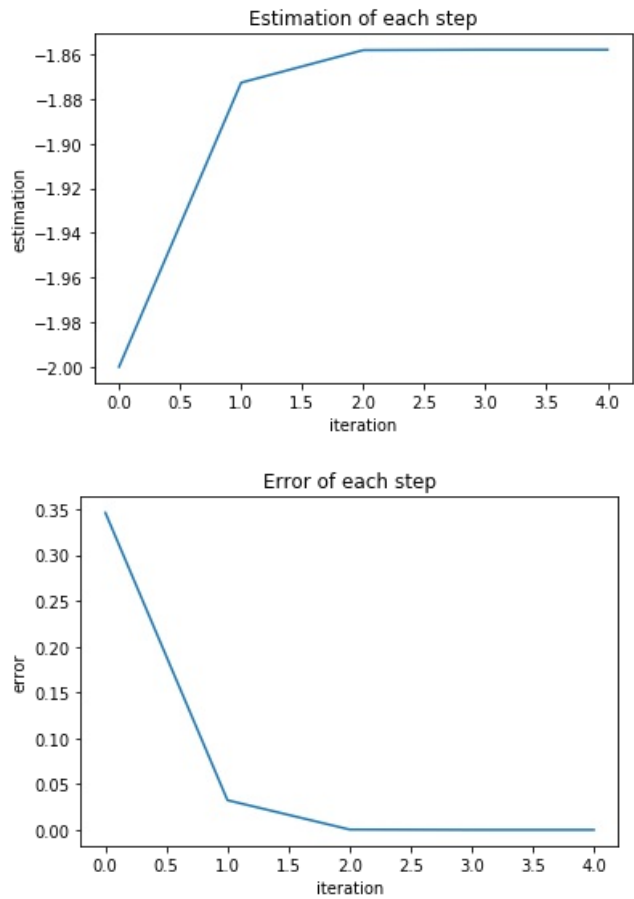 Estimation of each step
−1.86
−1.88
−1.90
−1.92
−1.94
−1.96
−1.98
−2.00
estimation
0.0 0.5 1.0 1.5 2.0 2.5 3.0 3.5 4.0
iteration
Error of each step
0.35
0.30
0.25
0.20
0.15
0.10
0.05
0.00
error
0.0 0.5 1.0 1.5 2.0 2.5 3.0 3.5 4.0
iteration